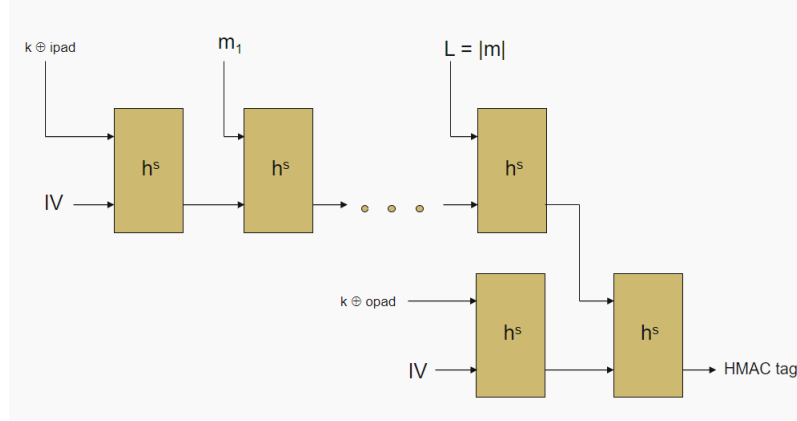 k ⊕ ipad
m₁
L = |m|
hˢ
hˢ
hˢ
IV
k ⊕ opad
hˢ
hˢ
IV
HMAC tag